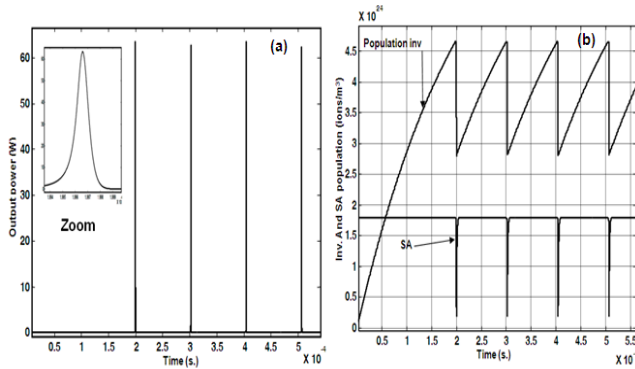 (a)
Output power (W)
60
50
40
30
20
10
0
Zoom
0.5 1 1.5 2 2.5 3 3.5 4 4.5 5
Time (s.)
X 10⁻⁴
X 10²⁴
(b)
Population inv
Inv. And SA population (ions/m³)
4.5
4
3.5
3
2.5
2
1.5
1
0.5
0
SA
0.5 1 1.5 2 2.5 3 3.5 4 4.5 5 5.5
Time (s.)
X 10⁻